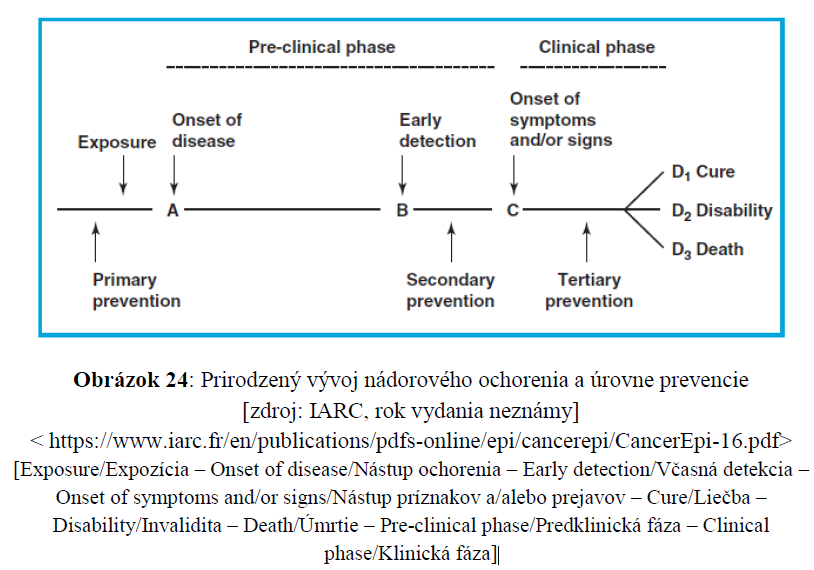 Pre-clinical phase
Clinical phase
Exposure
Onset of
disease
Early
detection
Onset of
symptoms
and/or signs
A
B
C
D1 Cure
D2 Disability
D3 Death
Primary
prevention
Secondary
prevention
Tertiary
prevention
Obrázok 24: Prirodzený vývoj nádorového ochorenia a úrovne prevencie
[zdroj: IARC, rok vydania neznámy]
< https://www.iarc.fr/en/publications/pdfs-online/epi/cancerepi/CancerEpi-16.pdf>
[Exposure/Expozícia – Onset of disease/Nástup ochorenia – Early detection/Včasná detekcia –
Onset of symptoms and/or signs/Nástup príznakov a/alebo prejavov – Cure/Liečba –
Disability/Invalidita – Death/Úmrtie – Pre-clinical phase/Predklinická fáza – Clinical
phase/Klinická fáza]